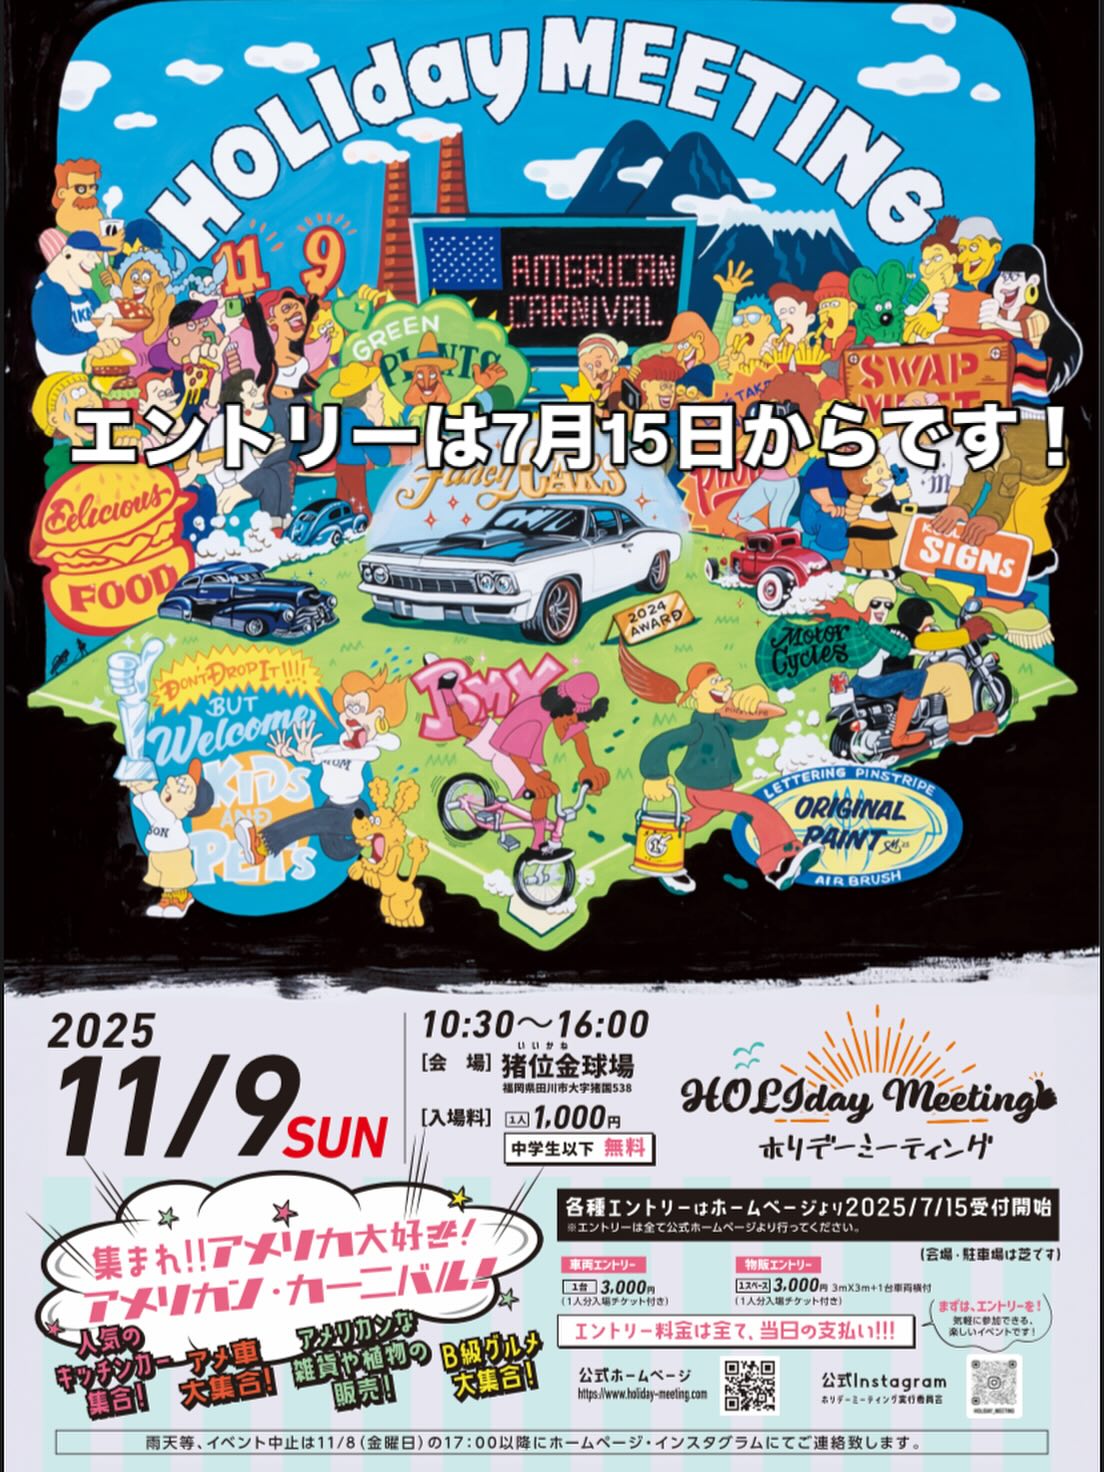 HOLIday MEETING
11 9
AMERICAN
CARNIVAL
GREEN
PLANTS
SWAP
MEET
エントリーは7月15日からです！
Fancy CARS
Delicious
FOOD
SIGNs
2024
AWARD
Motor
Cycles
DON'T DROP IT!!!!
BUT
Welcome
KiDs
AND
PET's
MOM
SON
BMX
LETTERING PINSTRIPE
ORIGINAL
PAINT
AIR BRUSH
2025
11/9 SUN
10:30〜16:00
いいかね
[会　場] 猪位金球場
福岡県田川市大字猪国538
[入場料] 1人 1,000円
中学生以下 無料
HOLIday Meeting
ホリデーミーティング
集まれ!!アメリカ大好き!
アメリカン・カーニバル!
人気の
キッチンカー
集合!
アメ車
大集合!
アメリカンな
雑貨や植物の
販売!
B級グルメ
大集合!
各種エントリーはホームページより2025/7/15受付開始
※エントリーは全て公式ホームページより行ってください。
(会場・駐車場は芝です)
車両エントリー
1台 3,000円
(1人分入場チケット付き)
物販エントリー
1スペース 3,000円 3mX3m+1台車両横付
(1人分入場チケット付き)
エントリー料金は全て、当日の支払い!!!
まずは、エントリーを!
気軽に参加できる、
楽しいイベントです!
公式ホームページ
https://www.holiday-meeting.com
公式Instagram
ホリデーミーティング実行委員会
HOLIDAY_MEETING
雨天等、イベント中止は11/8(金曜日)の17:00以降にホームページ・インスタグラムにてご連絡致します。